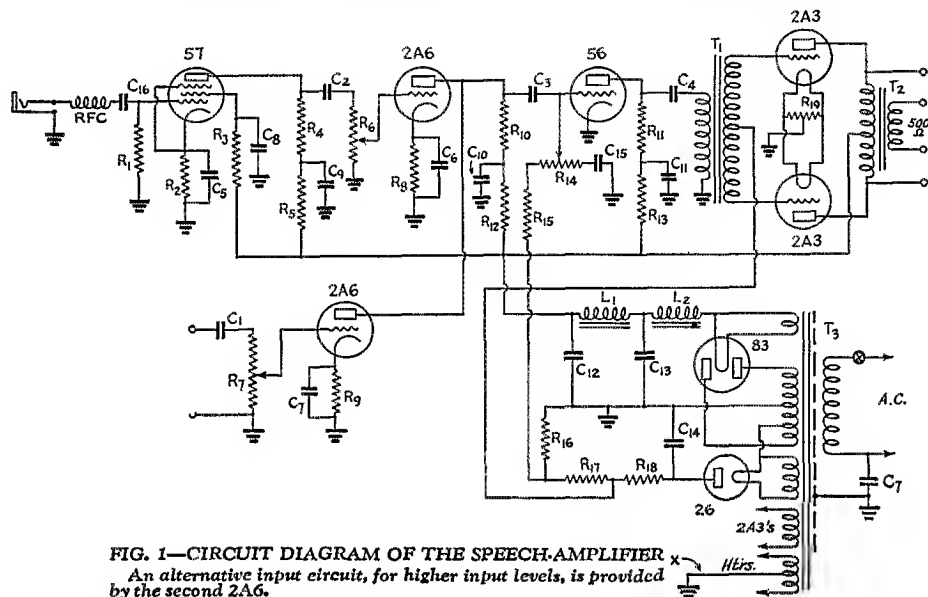 57
2A6
56
2A3
C16
RFC
R1
R2
R3
C5
C8
R4
C2
R5
C9
R6
R8
C6
C10
R10
C3
R12
R14
C15
R15
R11
C4
C11
R13
T1
R19
T2
500
Ω
2A3
2A6
C1
R7
C7
R9
L1
L2
83
T3
C12
C13
A.C.
R16
C14
R17
R18
26
C7
2A3's
X
Htrs.
FIG. 1—CIRCUIT DIAGRAM OF THE SPEECH-AMPLIFIER
An alternative input circuit, for higher input levels, is provided
by the second 2A6.